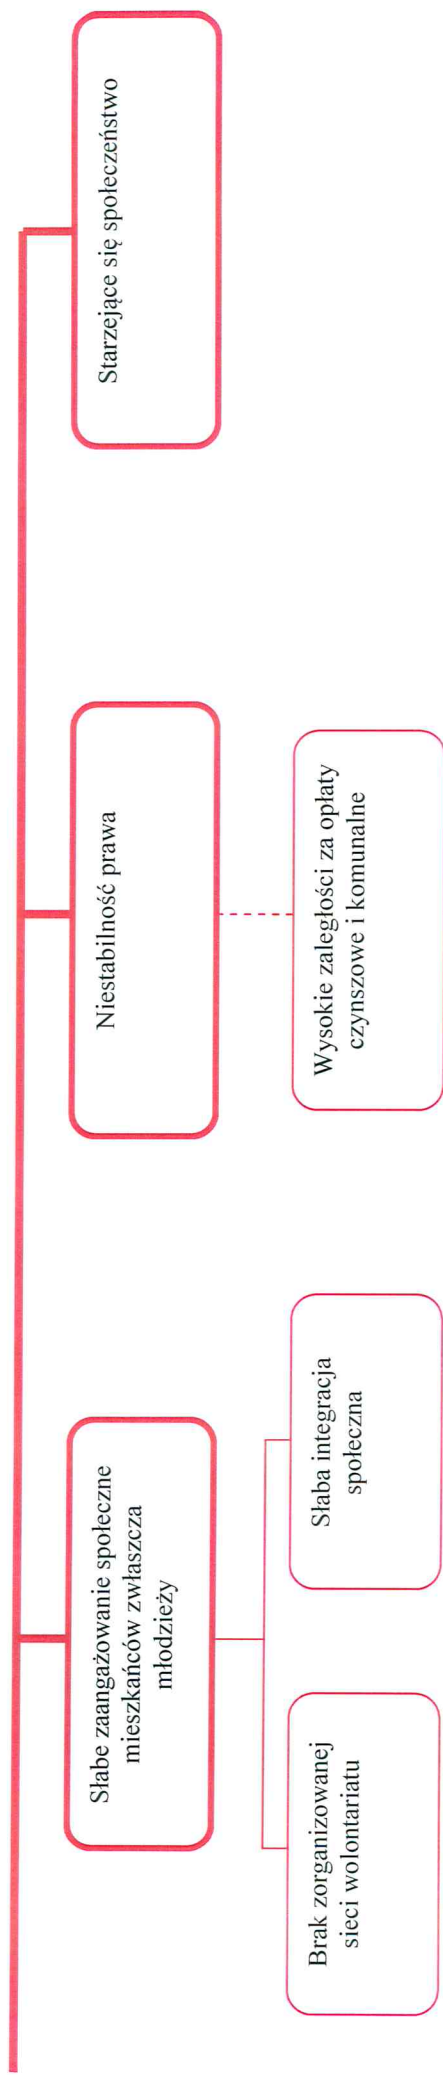 Słabe zaangażowanie społeczne
mieszkańców zwłaszcza
młodzieży
Niestabilność prawa
Starzejące się społeczeństwo
Brak zorganizowanej
sieci wolontariatu
Słaba integracja
społeczna
Wysokie zaległości za opłaty
czynszowe i komunalne